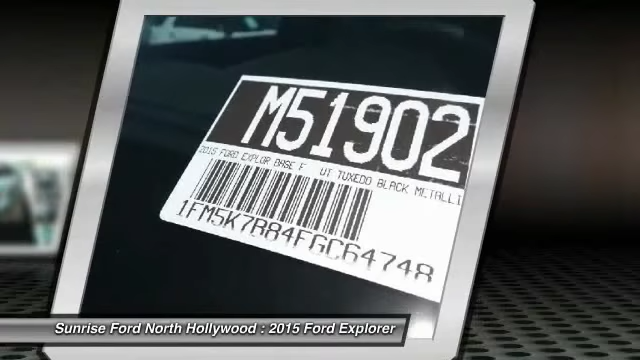 M51902
2015 FORD EXPLOR BASE F UT TUXEDO BLACK METALLI
1FM5K7B84FGC64748
Sunrise Ford North Hollywood : 2015 Ford Explorer